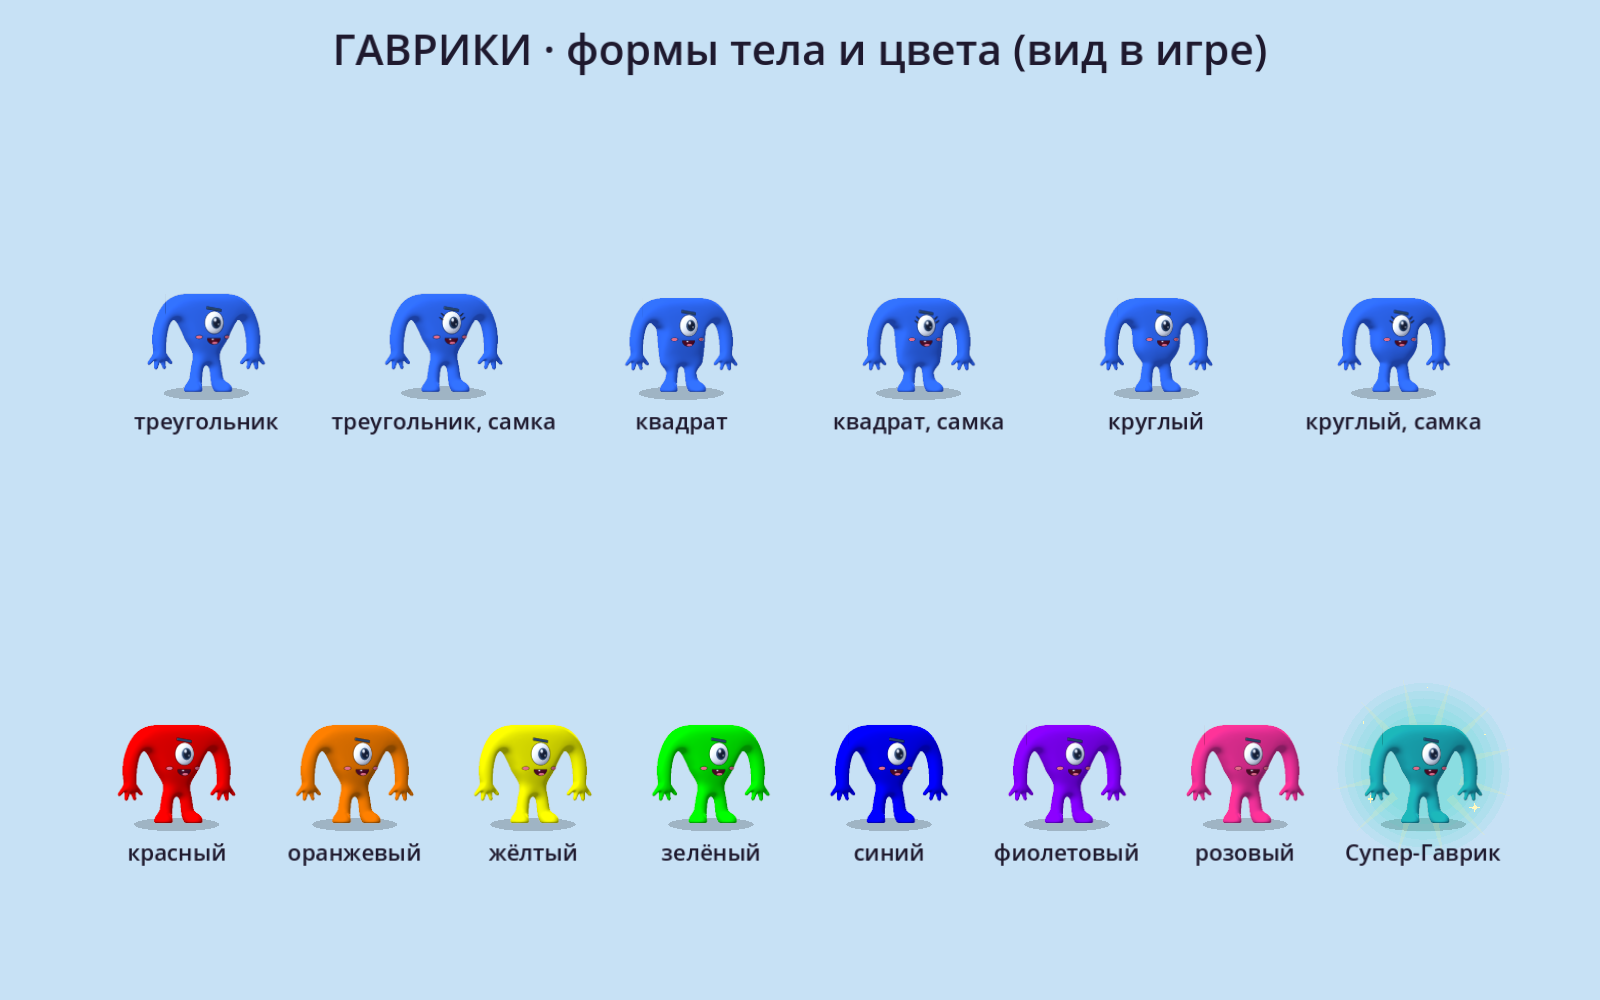 ГАВРИКИ · формы тела и цвета (вид в игре)
треугольник
треугольник, самка
квадрат
квадрат, самка
круглый
круглый, самка
красный
оранжевый
жёлтый
зелёный
синий
фиолетовый
розовый
Супер-Гаврик